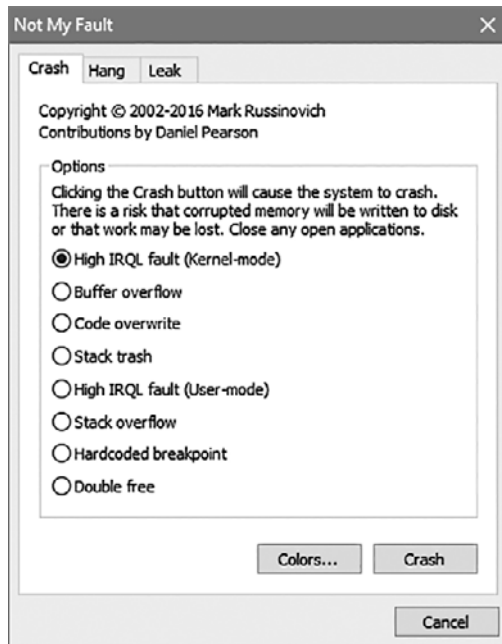 Not My Fault
Crash Hang Leak
Copyright © 2002-2016 Mark Russinovich
Contributions by Daniel Pearson
Options
Clicking the Crash button will cause the system to crash.
There is a risk that corrupted memory will be written to disk
or that work may be lost. Close any open applications.
High IRQL fault (Kernel-mode)
Buffer overflow
Code overwrite
Stack trash
High IRQL fault (User-mode)
Stack overflow
Hardcoded breakpoint
Double free
Colors... Crash
Cancel